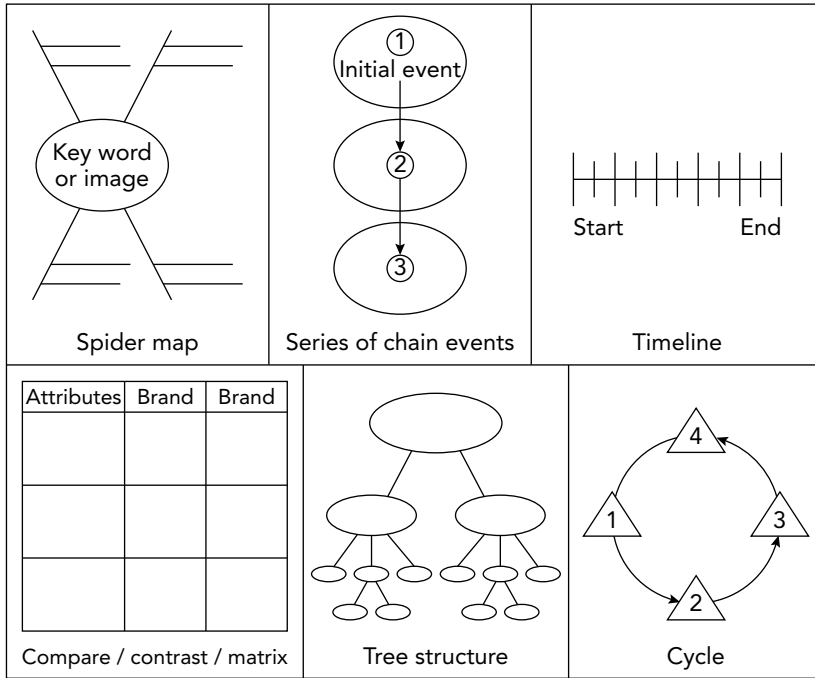 Key word
or image
Spider map
1
Initial event
2
3
Series of chain events
Start End
Timeline
Attributes Brand Brand
Compare / contrast / matrix
Tree structure
4
1
3
2
Cycle